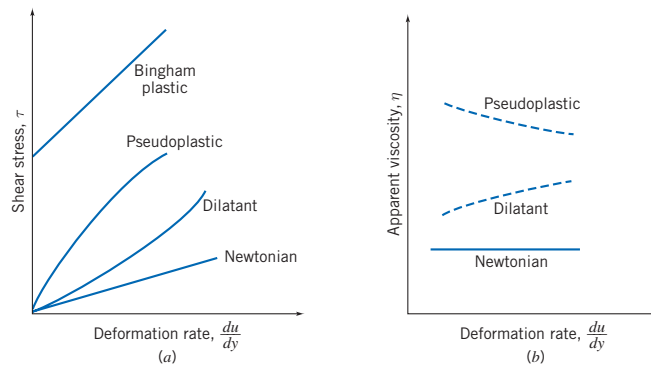 Bingham
plastic
Pseudoplastic
Dilatant
Newtonian
Shear stress, τ
Deformation rate, du/dy
(a)
Pseudoplastic
Dilatant
Newtonian
Apparent viscosity, η
Deformation rate, du/dy
(b)